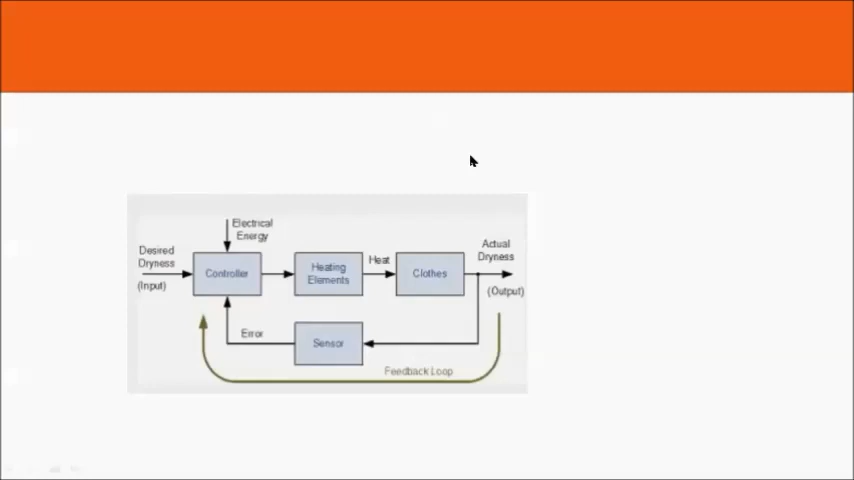 Electrical
Energy
Desired
Dryness
(Input)
Controller
Heating
Elements
Heat
Clothes
Actual
Dryness
(Output)
Error
Sensor
Feedback Loop